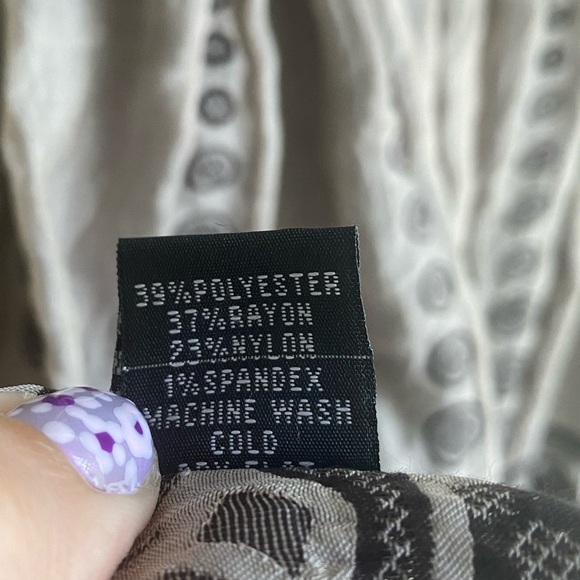 39%POLYESTER
37%RAYON
23%NYLON
1%SPANDEX
MACHINE WASH
COLD